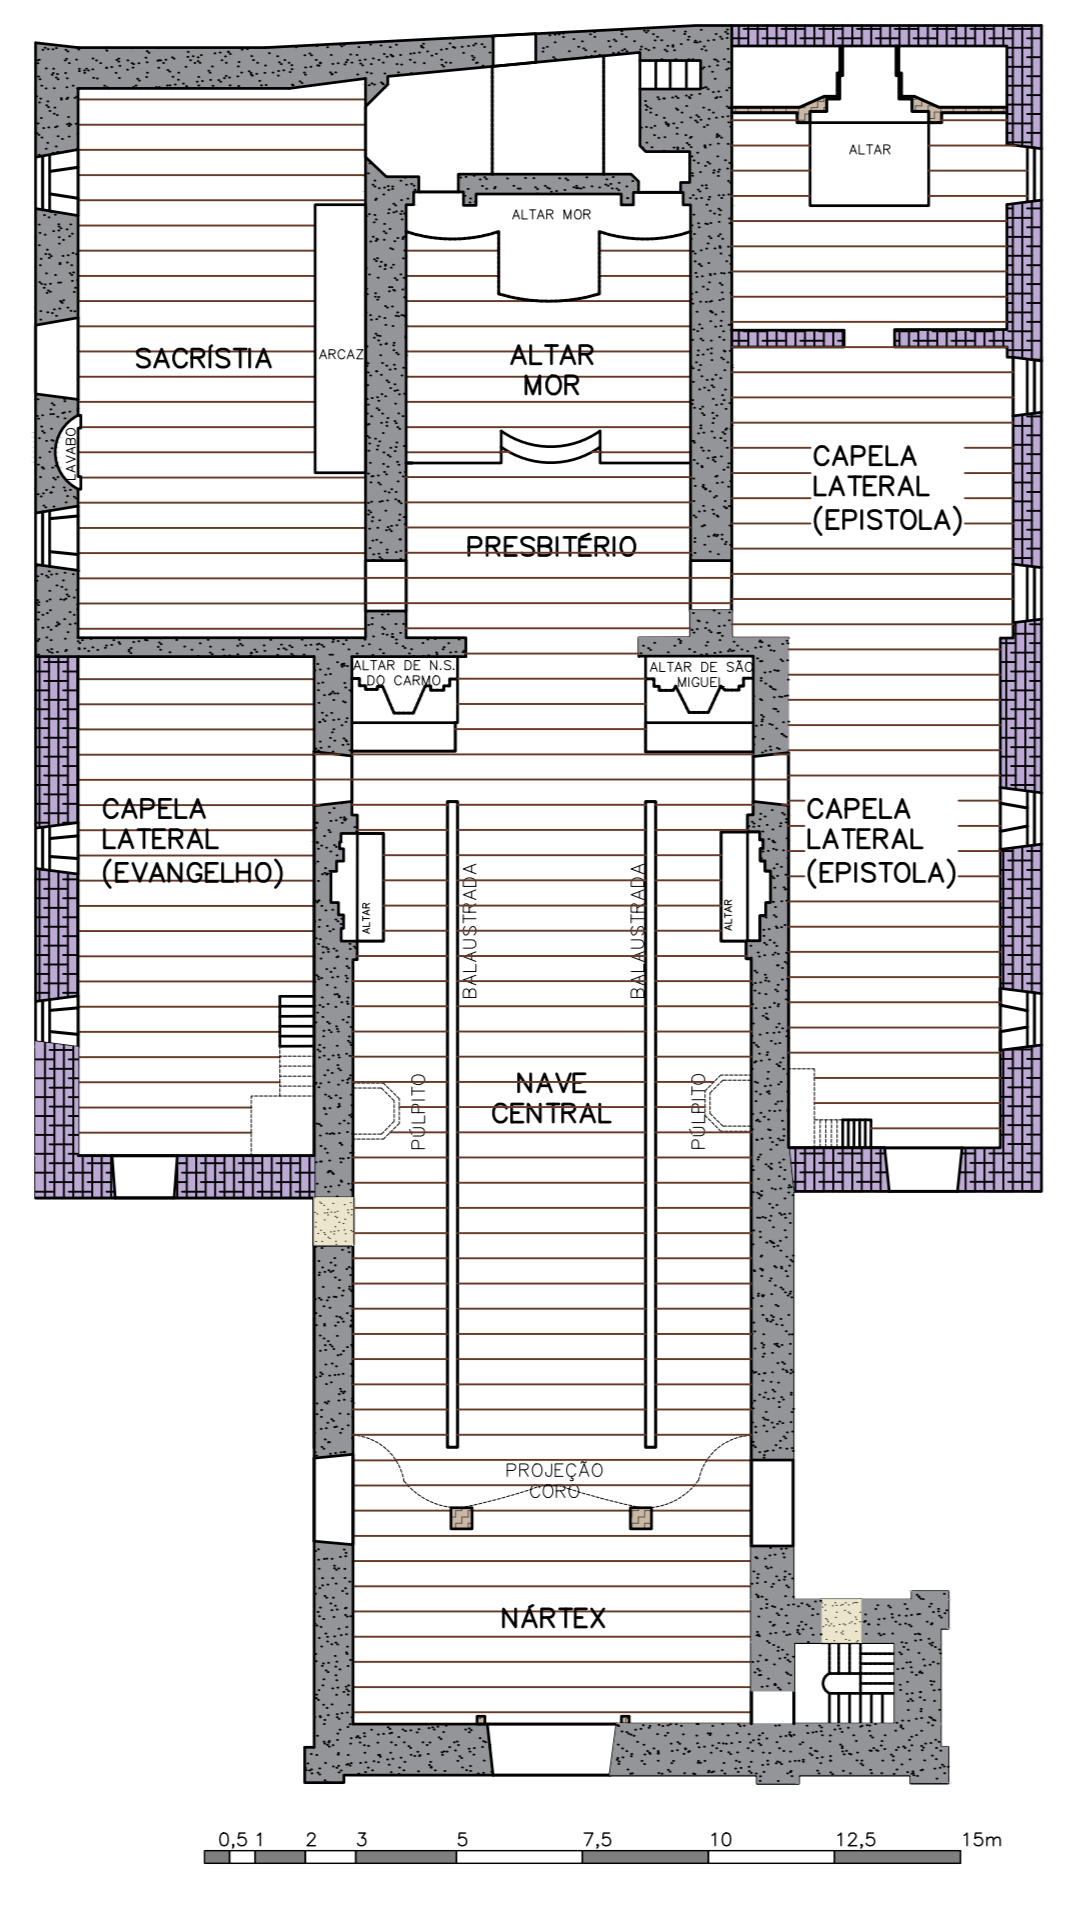 ALTAR
ALTAR MOR
SACRÍSTIA
ARCAZ
ALTAR
MOR
LAVABO
CAPELA
LATERAL
(EPISTOLA)
PRESBITÉRIO
ALTAR DE N.S.
DO CARMO
ALTAR DE SÃO
MIGUEL
CAPELA
LATERAL
(EVANGELHO)
ALTAR
BALAUSTRADA
BALAUSTRADA
ALTAR
CAPELA
LATERAL
(EPISTOLA)
PÚLPITO
NAVE
CENTRAL
PÚLPITO
PROJEÇÃO
CORO
NÁRTEX
0,5 1 2 3 5 7,5 10 12,5 15m